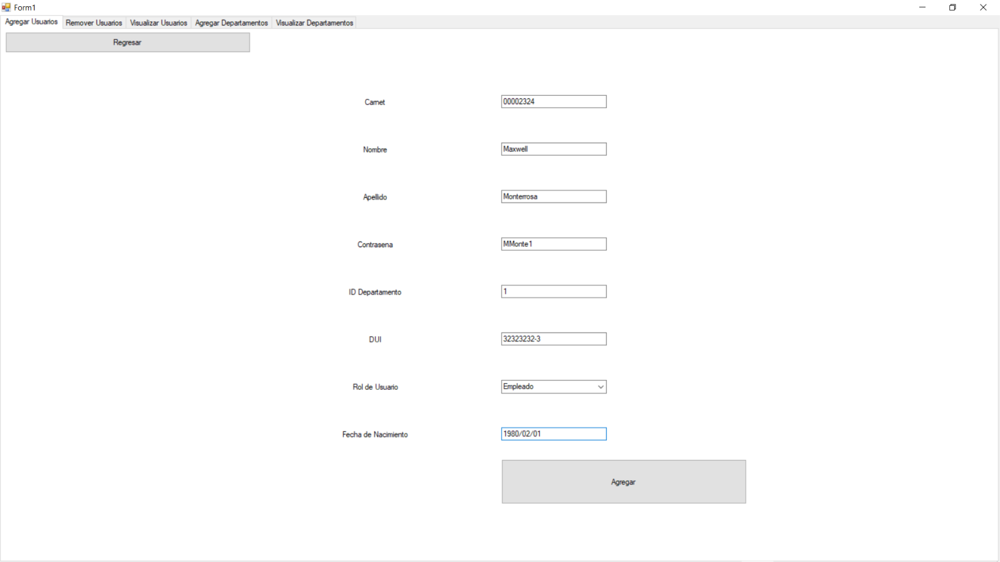 Form1
Agregar Usuarios Remover Usuarios Visualizar Usuarios Agregar Departamentos Visualizar Departamentos
Regresar
Carnet 00002324
Nombre Maxwell
Apellido Monterrosa
Contrasena MMonte1
ID Departamento 1
DUI 32323232-3
Rol de Usuario Empleado
Fecha de Nacimiento 1980/02/01
Agregar